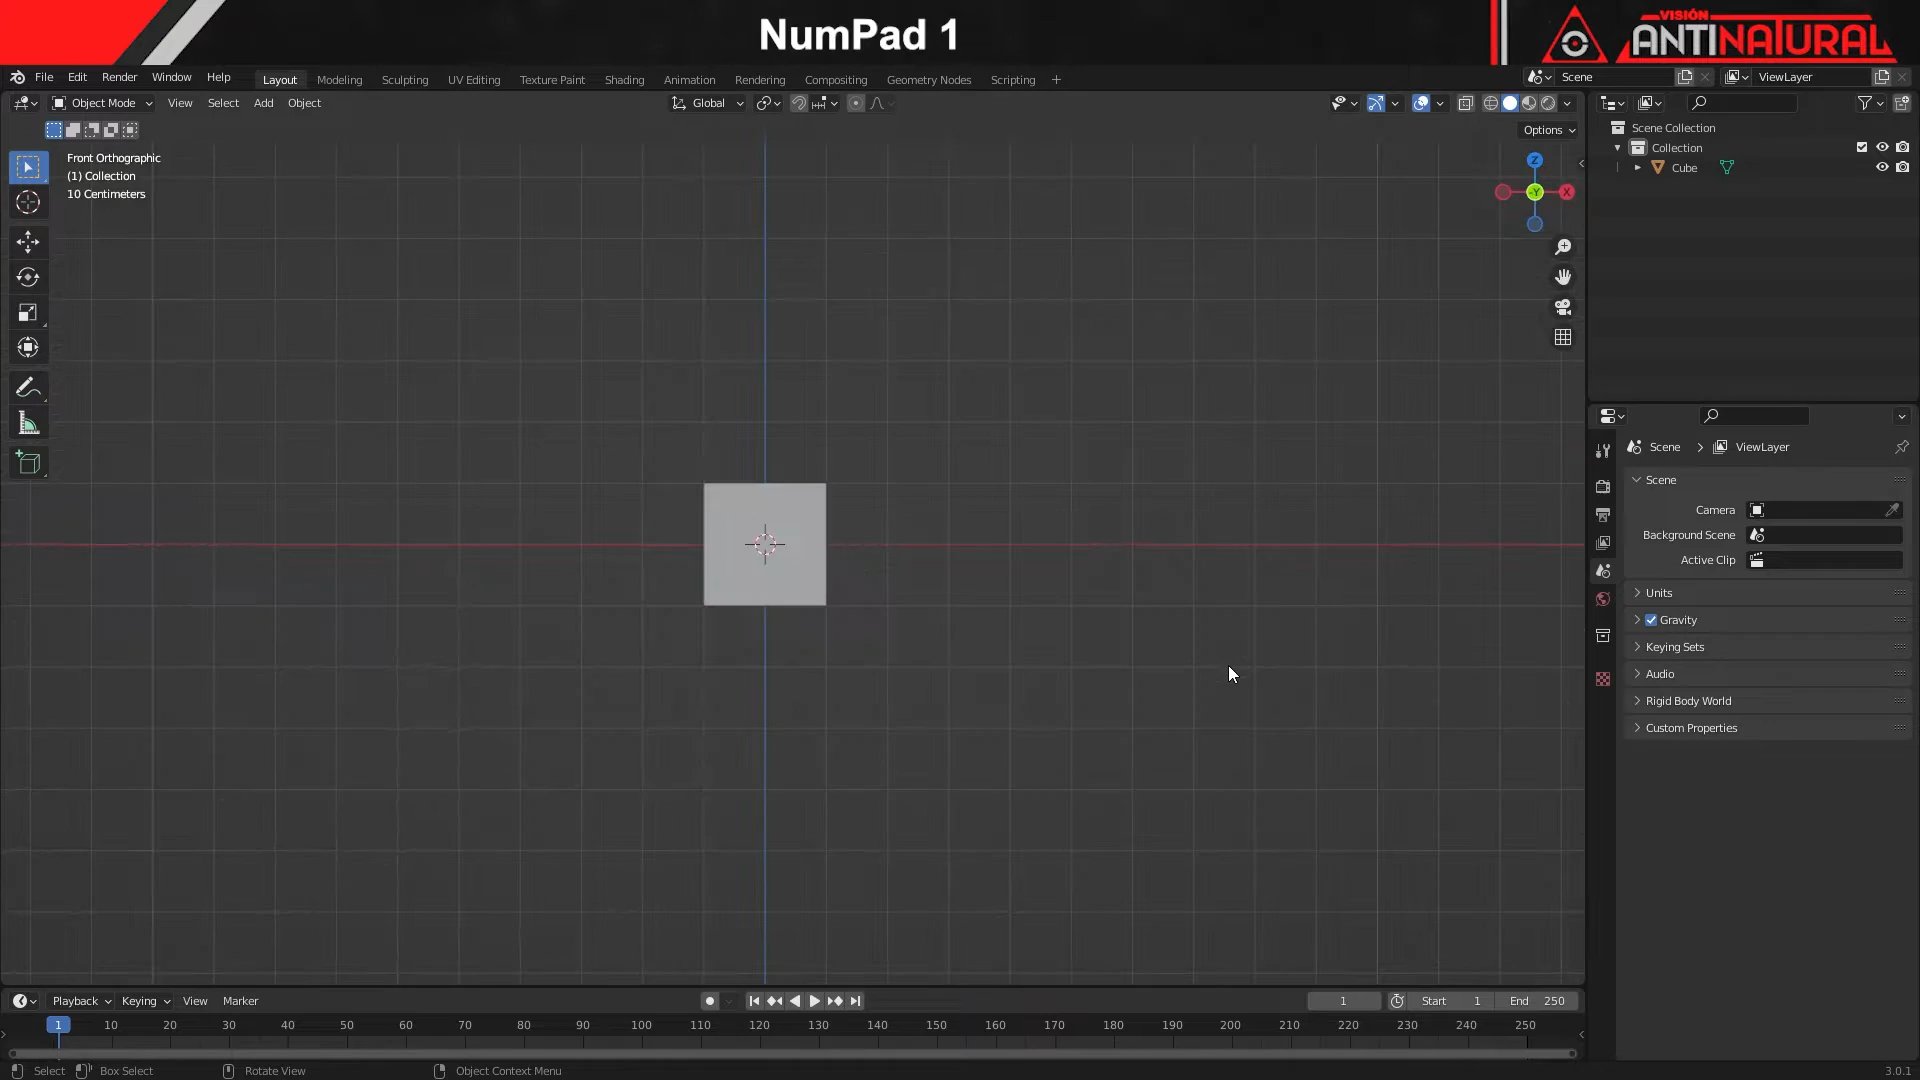 NumPad 1
VISIÓN
ANTINATURAL
File Edit Render Window Help
Layout Modeling Sculpting UV Editing Texture Paint Shading Animation Rendering Compositing Geometry Nodes Scripting +
Scene
ViewLayer
Object Mode View Select Add Object
Global
Options
Front Orthographic
(1) Collection
10 Centimeters
Z
-Y
X
Scene Collection
Collection
Cube
Scene > ViewLayer
Scene
Camera
Background Scene
Active Clip
Units
Gravity
Keying Sets
Audio
Rigid Body World
Custom Properties
Playback Keying View Marker
1
Start 1
End 250
1 10 20 30 40 50 60 70 80 90 100 110 120 130 140 150 160 170 180 190 200 210 220 230 240 250
Select Box Select Rotate View Object Context Menu
3.0.1